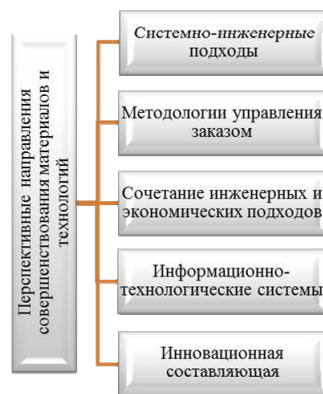 Перспективные направления
совершенствования материалов и
технологий
Системно-инженерные
подходы
Методологии управления
заказом
Сочетание инженерных и
экономических подходов
Информационно-
технологические системы
Инновационная
составляющая